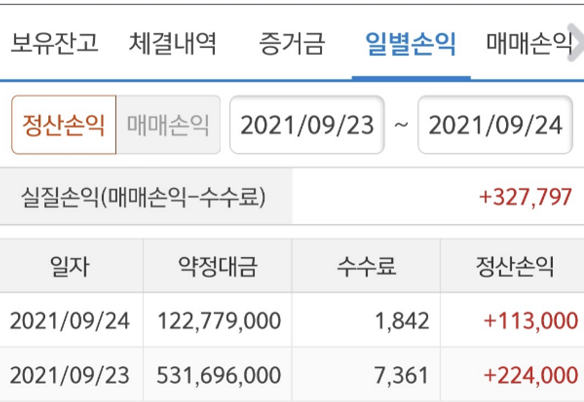 보유잔고 체결내역 증거금 일별손익 매매손익
정산손익 매매손익 2021/09/23 ~ 2021/09/24
실질손익(매매손익-수수료) +327,797
일자 약정대금 수수료 정산손익
2021/09/24 122,779,000 1,842 +113,000
2021/09/23 531,696,000 7,361 +224,000